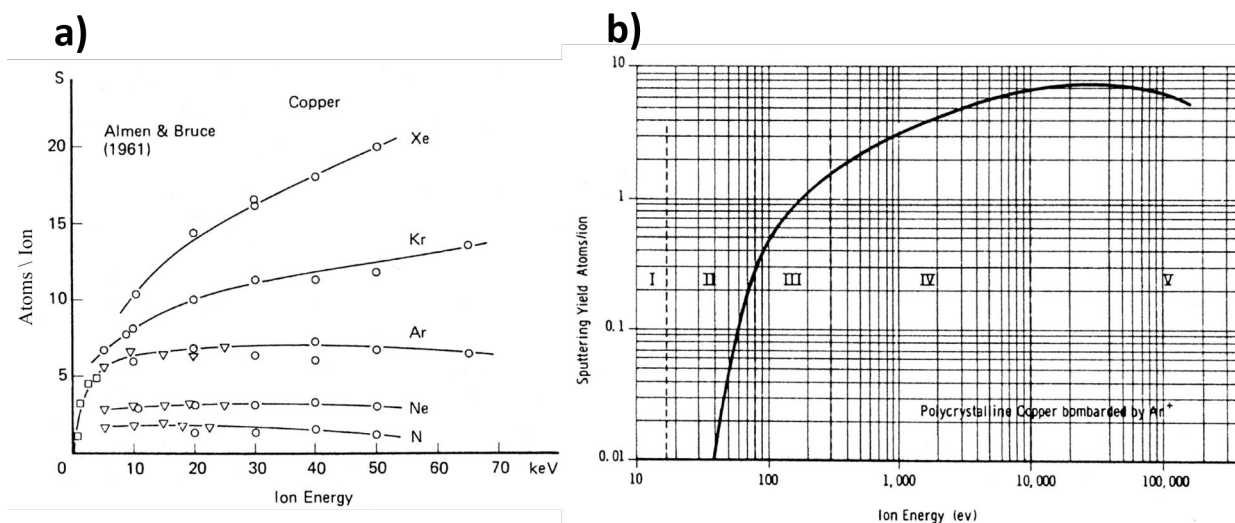 a)
S
Copper
Almen & Bruce
(1961)
20
15
10
5
0
Atoms \ Ion
Xe
Kr
Ar
Ne
N
10 20 30 40 50 60 70 keV
Ion Energy
b)
10
1
0.1
0.01
Sputtering Yield Atoms/ion
I II III IV V
Polycrystalline Copper bombarded by Ar+
10 100 1,000 10,000 100,000
Ion Energy (ev)